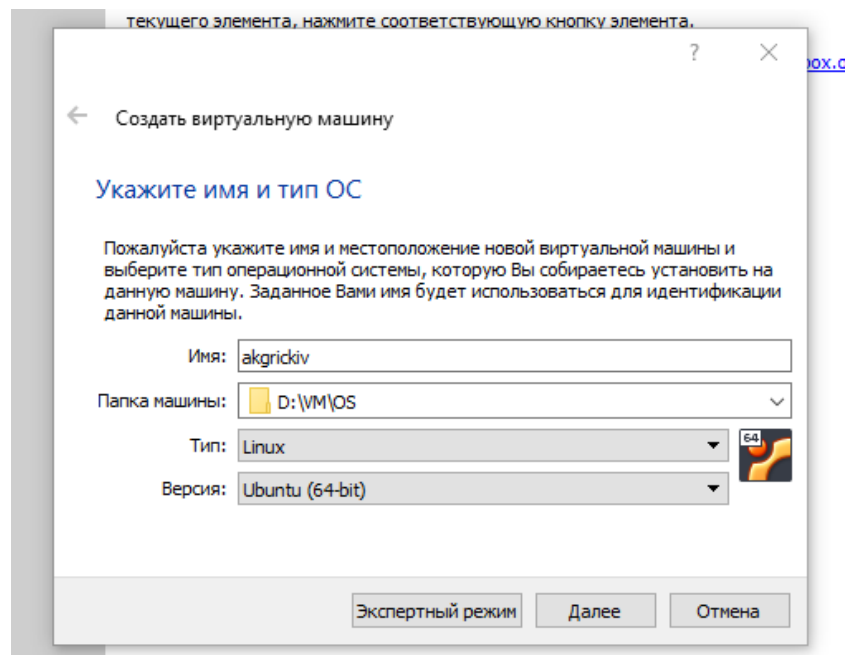 текущего элемента, нажмите соответствующую кнопку элемента.
?
box.o
Создать виртуальную машину
Укажите имя и тип ОС
Пожалуйста укажите имя и местоположение новой виртуальной машины и
выберите тип операционной системы, которую Вы собираетесь установить на
данную машину. Заданное Вами имя будет использоваться для идентификации
данной машины.
Имя: akgrickiv
Папка машины: D:\VM\OS
Тип: Linux
64
Версия: Ubuntu (64-bit)
Экспертный режим Далее Отмена